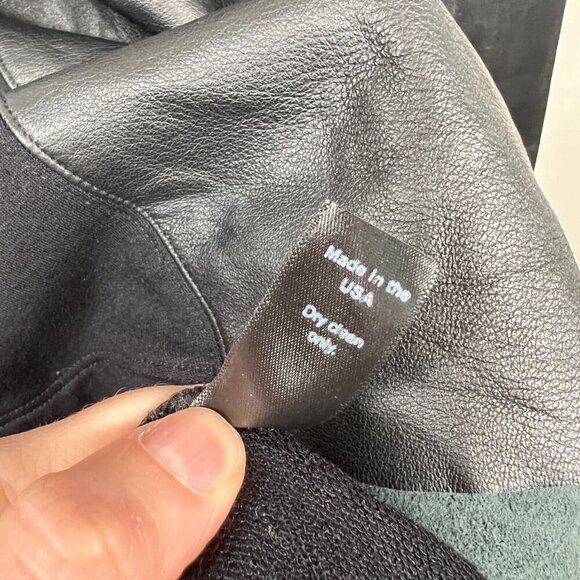 Made in the
USA
Dry clean
only.